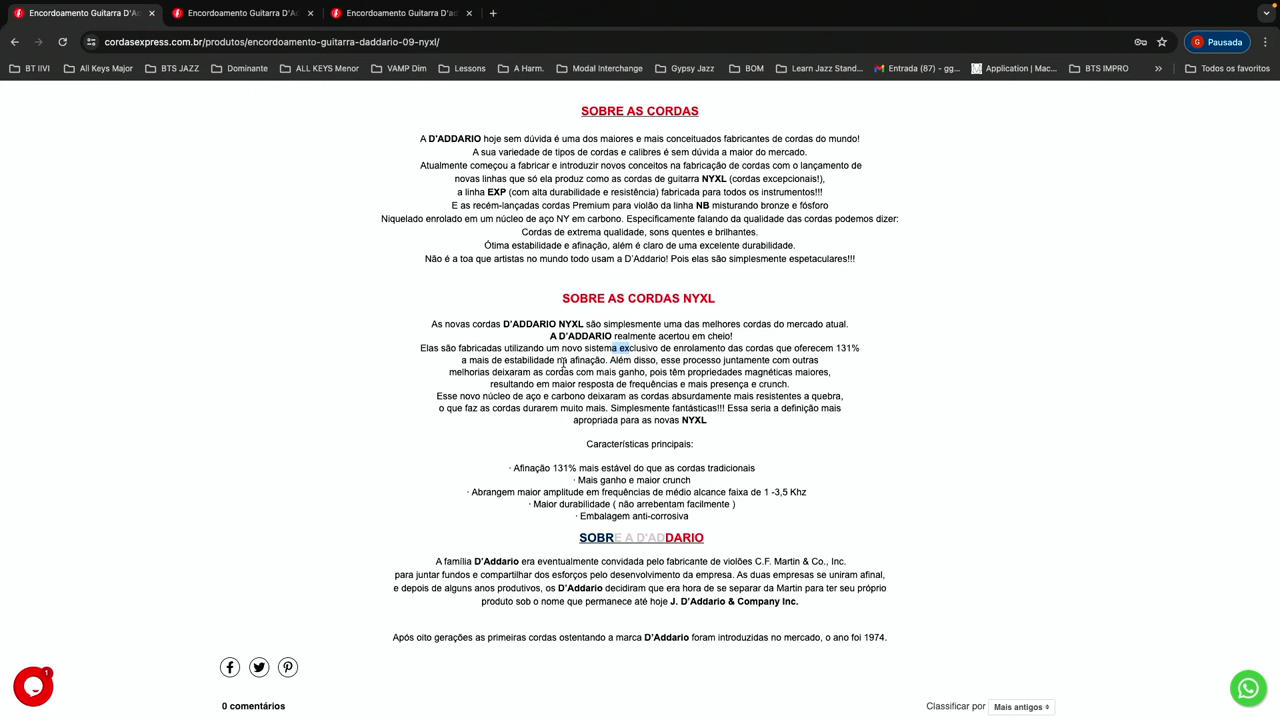 Encordoamento Guitarra D'A
Encordoamento Guitarra D'A
Encordoamento Guitarra D'a
cordasexpress.com.br/produtos/encordoamento-guitarra-daddario-09-nyxl/
G Pausada
BT IIVI
All Keys Major
BTS JAZZ
Dominante
ALL KEYS Menor
VAMP Dim
Lessons
A Harm.
Modal Interchange
Gypsy Jazz
BOM
Learn Jazz Stand...
Entrada (87) - gg...
Application | Mac...
BTS IMPRO
Todos os favoritos
SOBRE AS CORDAS
A D'ADDARIO hoje sem dúvida é uma dos maiores e mais conceituados fabricantes de cordas do mundo!
A sua variedade de tipos de cordas e calibres é sem dúvida a maior do mercado.
Atualmente começou a fabricar e introduzir novos conceitos na fabricação de cordas com o lançamento de
novas linhas que só ela produz como as cordas de guitarra NYXL (cordas excepcionais!),
a linha EXP (com alta durabilidade e resistência) fabricada para todos os instrumentos!!!
E as recém-lançadas cordas Premium para violão da linha NB misturando bronze e fósforo
Niquelado enrolado em um núcleo de aço NY em carbono. Especificamente falando da qualidade das cordas podemos dizer:
Cordas de extrema qualidade, sons quentes e brilhantes.
Ótima estabilidade e afinação, além é claro de uma excelente durabilidade.
Não é a toa que artistas no mundo todo usam a D'Addario! Pois elas são simplesmente espetaculares!!!
SOBRE AS CORDAS NYXL
As novas cordas D'ADDARIO NYXL são simplesmente uma das melhores cordas do mercado atual.
A D'ADDARIO realmente acertou em cheio!
Elas são fabricadas utilizando um novo sistema exclusivo de enrolamento das cordas que oferecem 131%
a mais de estabilidade na afinação. Além disso, esse processo juntamente com outras
melhorias deixaram as cordas com mais ganho, pois têm propriedades magnéticas maiores,
resultando em maior resposta de frequências e mais presença e crunch.
Esse novo núcleo de aço e carbono deixaram as cordas absurdamente mais resistentes a quebra,
o que faz as cordas durarem muito mais. Simplesmente fantásticas!!! Essa seria a definição mais
apropriada para as novas NYXL
Características principais:
· Afinação 131% mais estável do que as cordas tradicionais
· Mais ganho e maior crunch
· Abrangem maior amplitude em frequências de médio alcance faixa de 1 -3,5 Khz
· Maior durabilidade ( não arrebentam facilmente )
· Embalagem anti-corrosiva
SOBRE A D'ADDARIO
A família D'Addario era eventualmente convidada pelo fabricante de violões C.F. Martin & Co., Inc.
para juntar fundos e compartilhar dos esforços pelo desenvolvimento da empresa. As duas empresas se uniram afinal,
e depois de alguns anos produtivos, os D'Addario decidiram que era hora de se separar da Martin para ter seu próprio
produto sob o nome que permanece até hoje J. D'Addario & Company Inc.
Após oito gerações as primeiras cordas ostentando a marca D'Addario foram introduzidas no mercado, o ano foi 1974.
1
0 comentários
Classificar por Mais antigos